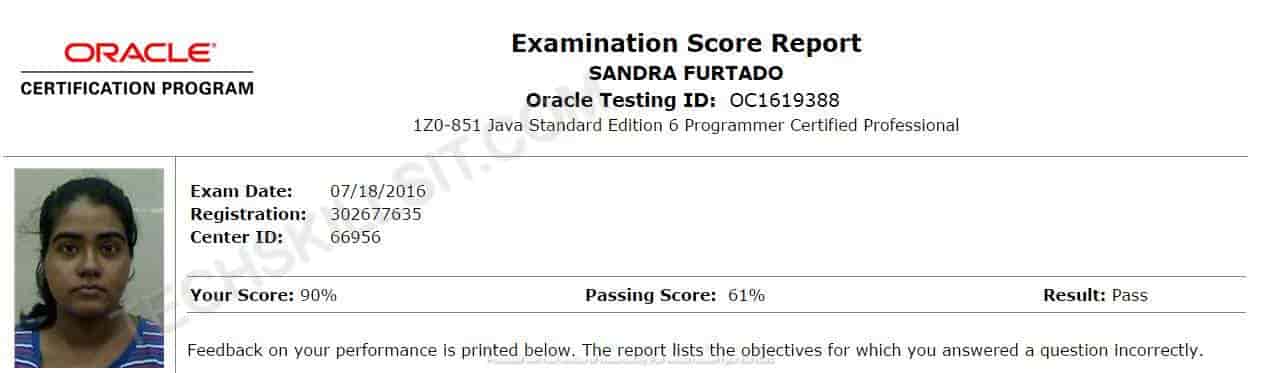 ORACLE
CERTIFICATION PROGRAM
Examination Score Report
SANDRA FURTADO
Oracle Testing ID: OC1619388
1Z0-851 Java Standard Edition 6 Programmer Certified Professional
Exam Date: 07/18/2016
Registration: 302677635
Center ID: 66956
Your Score: 90% Passing Score: 61% Result: Pass
Feedback on your performance is printed below. The report lists the objectives for which you answered a question incorrectly.
TECHSKILLSIT.COM